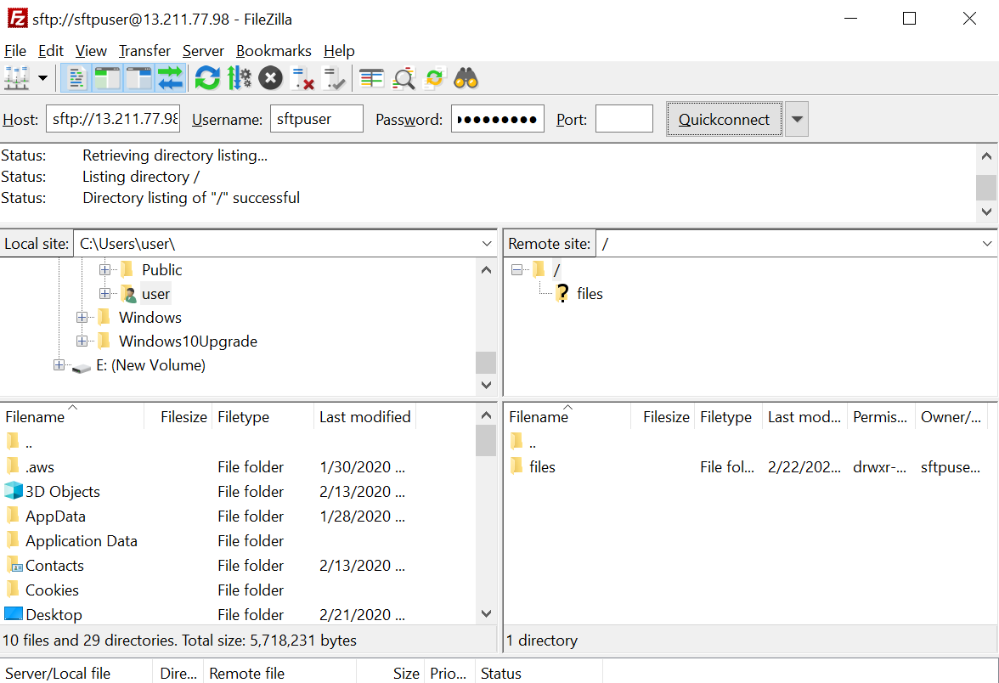 sftp://sftpuser@13.211.77.98 - FileZilla
File Edit View Transfer Server Bookmarks Help
Host: sftp://13.211.77.98 Username: sftpuser Password: ●●●●●●●●● Port: Quickconnect
Status: Retrieving directory listing...
Status: Listing directory /
Status: Directory listing of "/" successful
Local site: C:\Users\user\
Public
user
Windows
Windows10Upgrade
E: (New Volume)
Remote site: /
/
? files
Filename Filesize Filetype Last modified
..
.aws File folder 1/30/2020 ...
3D Objects File folder 2/13/2020 ...
AppData File folder 1/28/2020 ...
Application Data File folder
Contacts File folder 2/13/2020 ...
Cookies File folder
Desktop File folder 2/21/2020 ...
10 files and 29 directories. Total size: 5,718,231 bytes
Filename Filesize Filetype Last mod... Permis... Owner/...
..
files File fol... 2/22/202... drwxr-... sftpuse...
1 directory
Server/Local file Dire... Remote file Size Prio... Status